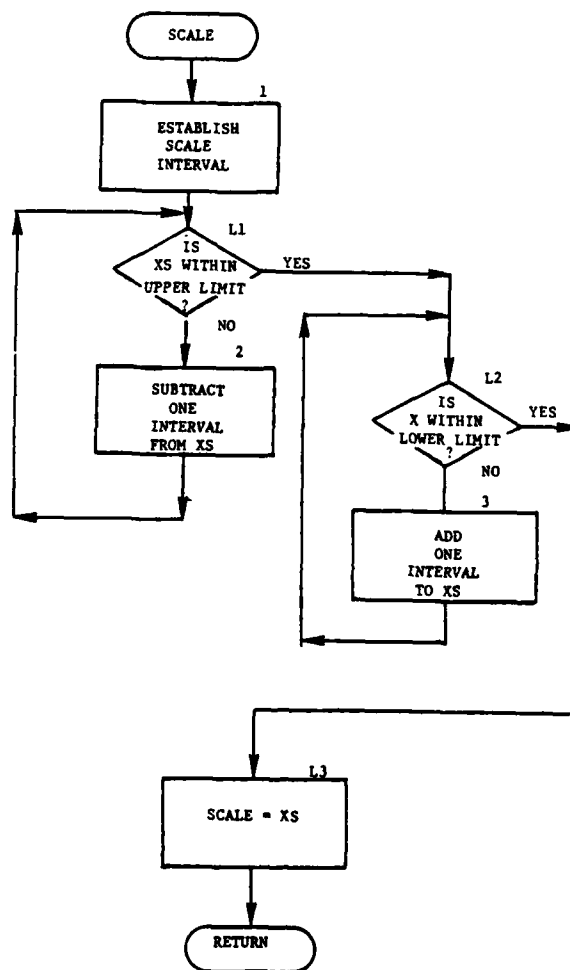 SCALE
1
ESTABLISH
SCALE
INTERVAL
L1
IS
XS WITHIN
UPPER LIMIT
?
YES
NO
2
SUBTRACT
ONE
INTERVAL
FROM XS
L2
IS
X WITHIN
LOWER LIMIT
?
YES
NO
3
ADD
ONE
INTERVAL
TO XS
L3
SCALE = XS
RETURN